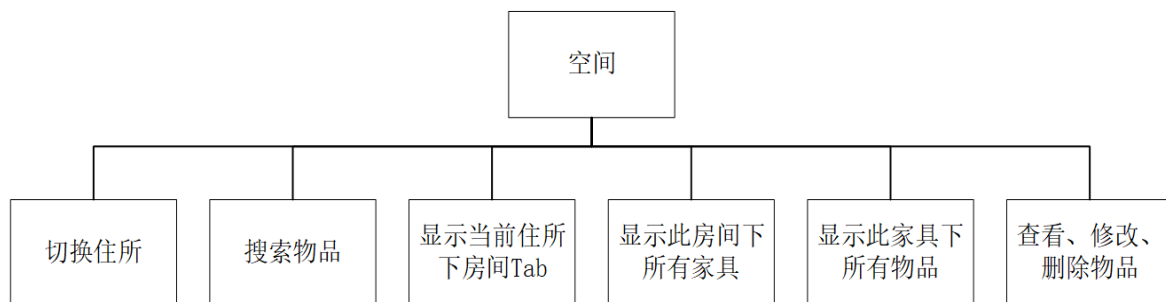 空间
切换住所
搜索物品
显示当前住所
下房间Tab
显示此房间下
所有家具
显示此家具下
所有物品
查看、修改、
删除物品